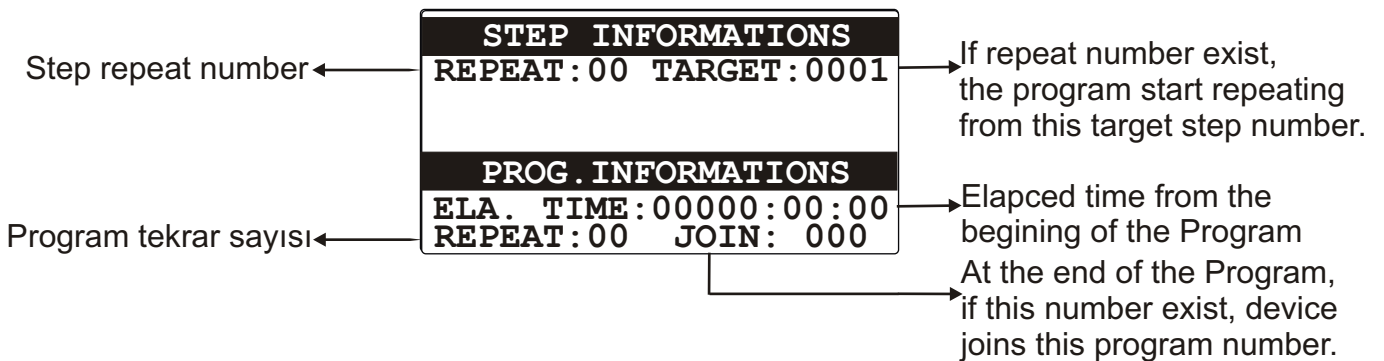 STEP INFORMATIONS
Step repeat number
REPEAT:00 TARGET:0001
If repeat number exist,
the program start repeating
from this target step number.
PROG.INFORMATIONS
ELA. TIME:00000:00:00
Elapced time from the
begining of the Program
Program tekrar sayısı
REPEAT:00 JOIN: 000
At the end of the Program,
if this number exist, device
joins this program number.